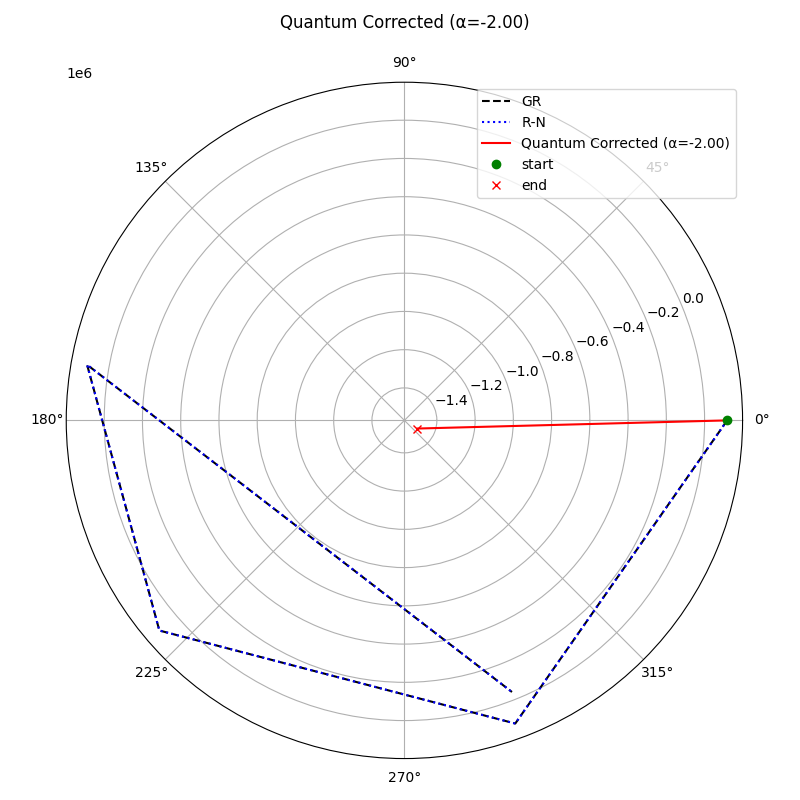 Quantum Corrected (α=-2.00)
1e6
90°
GR
R-N
Quantum Corrected (α=-2.00)
start
end
135°
45°
0.0
−0.2
−0.4
−0.6
−0.8
−1.0
−1.2
−1.4
180°
0°
225°
315°
270°